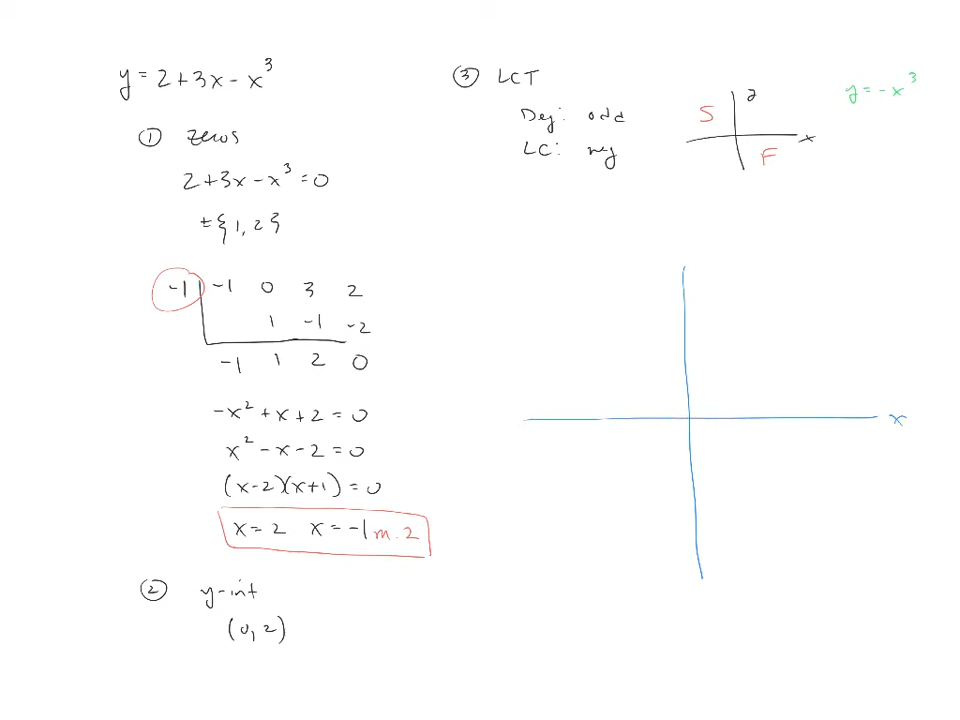 y = 2 + 3x - x³
① zeros
2 + 3x - x³ = 0
± { 1, 2 }
-1 | -1 0 3 2
1 -1 -2
-1 1 2 0
-x² + x + 2 = 0
x² - x - 2 = 0
(x-2)(x+1) = 0
x = 2 x = -1 m. 2
② y-int
(0, 2)
③ LCT
Deg: odd
LC: neg
S
F
x
y = -x³
x